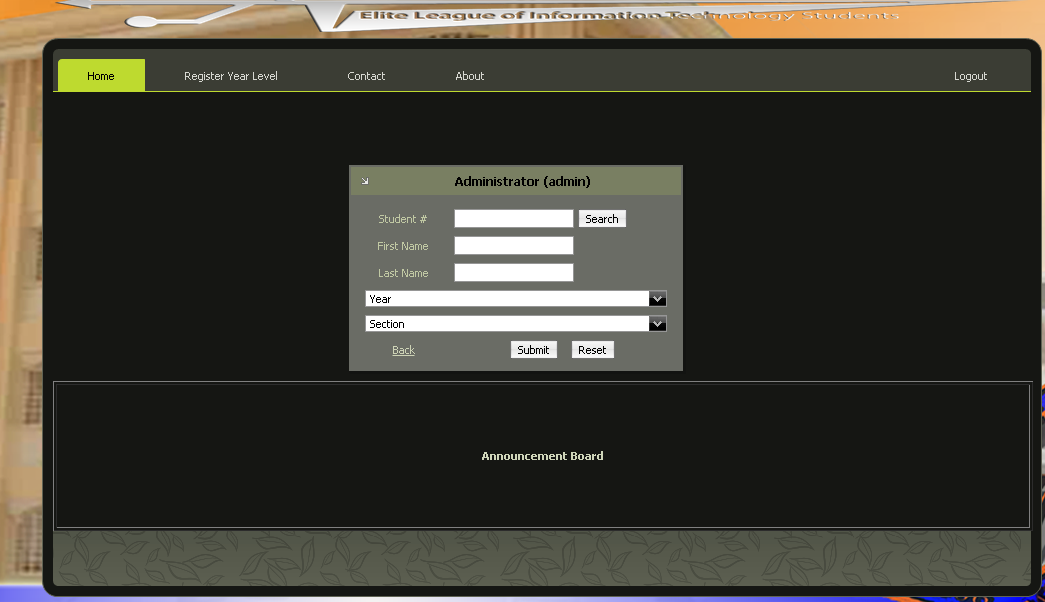 Elite League of Information Technology Students
Home Register Year Level Contact About Logout
Administrator (admin)
Student # Search
First Name
Last Name
Year
Section
Back Submit Reset
Announcement Board